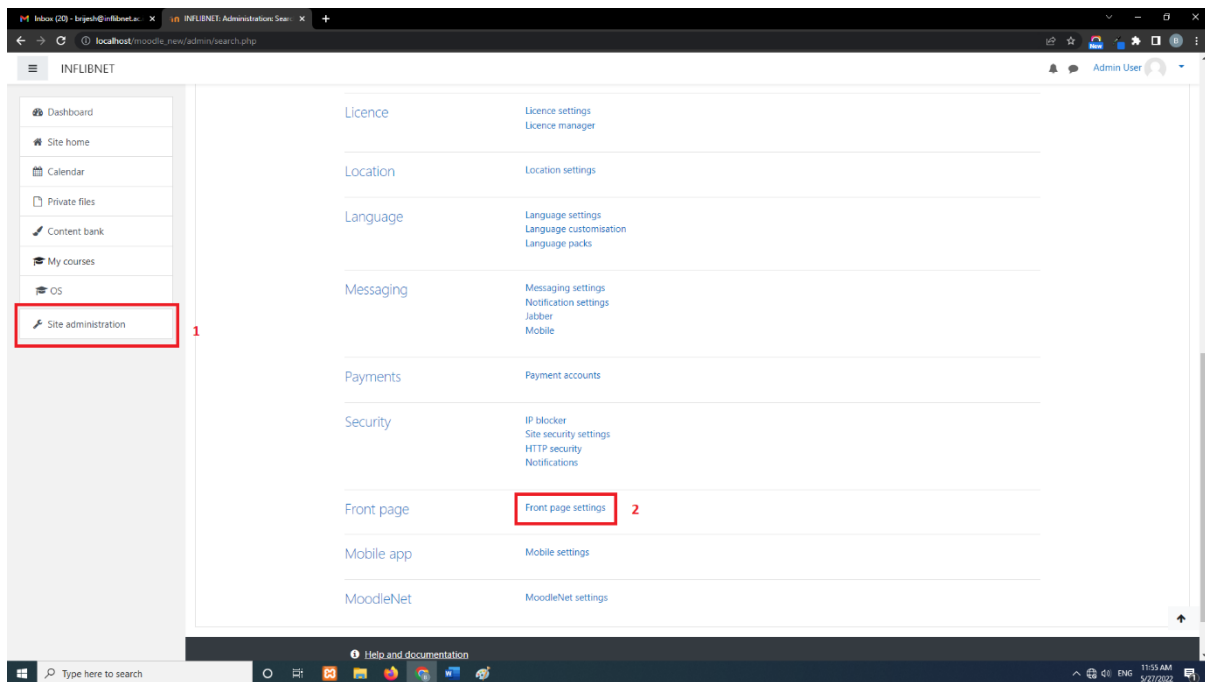 Inbox (20) - brijesh@inflibnet.ac. X
INFLIBNET: Administration: Sear X
localhost/moodle_new/admin/search.php
New
B
INFLIBNET
Admin User
Dashboard
Site home
Calendar
Private files
Content bank
My courses
OS
Site administration
1
Licence
Licence settings
Licence manager
Location
Location settings
Language
Language settings
Language customisation
Language packs
Messaging
Messaging settings
Notification settings
Jabber
Mobile
Payments
Payment accounts
Security
IP blocker
Site security settings
HTTP security
Notifications
Front page
Front page settings
2
Mobile app
Mobile settings
MoodleNet
MoodleNet settings
Help and documentation
Type here to search
ENG
11:55 AM
5/27/2022